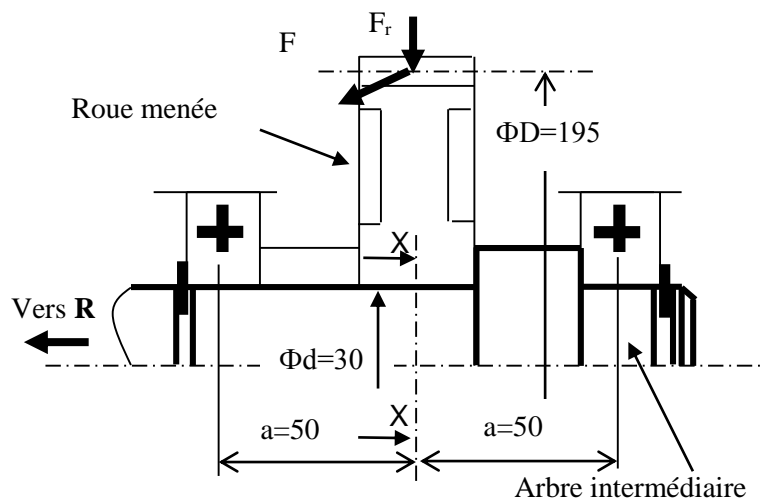 F
Fr
Roue menée
ΦD=195
X
Vers R
Φd=30
X
a=50
a=50
Arbre intermédiaire